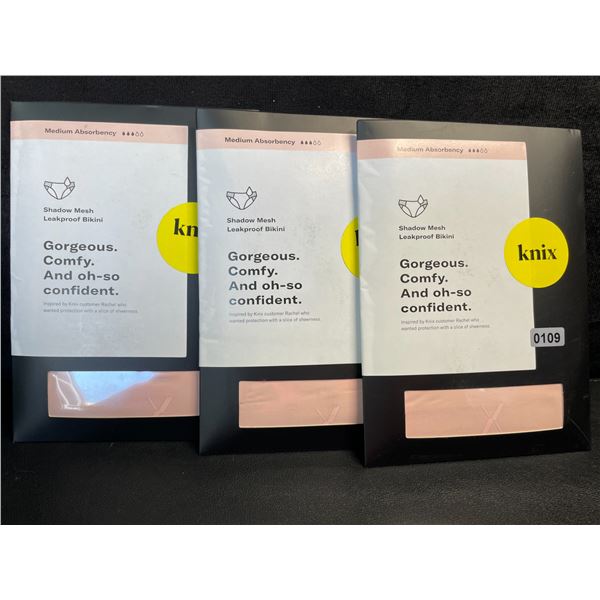 Medium Absorbency
Shadow Mesh
Leakproof Bikini
Gorgeous.
Comfy.
And oh-so
confident.
Inspired by Knix customer Rachel who
wanted protection with a slice of sheerness.
kn
Medium Absorbency
Shadow Mesh
Leakproof Bikini
Gorgeous.
Comfy.
And oh-so
confident.
Inspired by Knix customer Rachel who
wanted protection with a slice of sheerness.
Medium Absorbency
Shadow Mesh
Leakproof Bikini
Gorgeous.
Comfy.
And oh-so
confident.
Inspired by Knix customer Rachel who
wanted protection with a slice of sheerness.
knix
0109